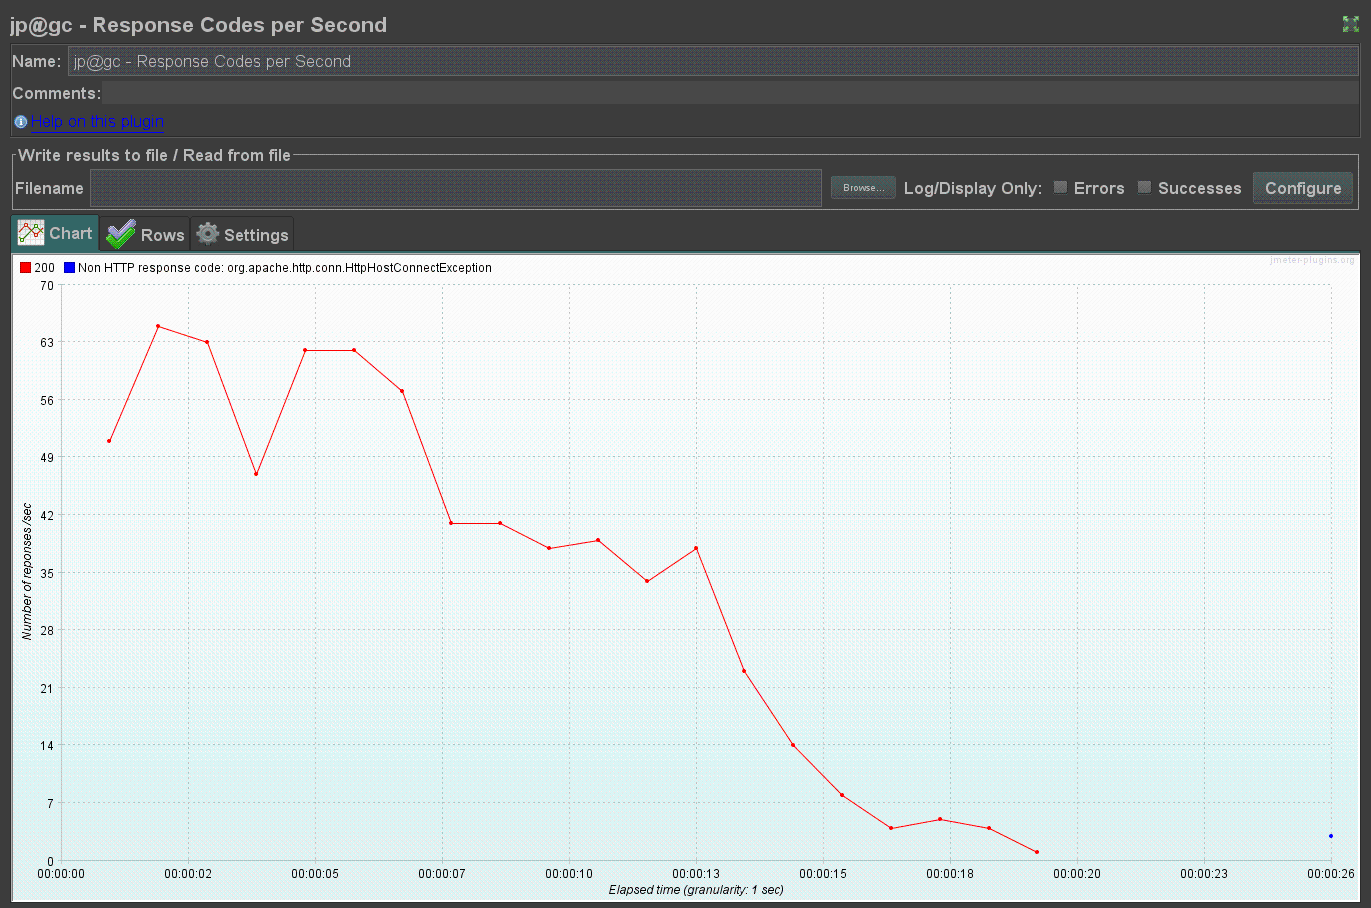 jp@gc - Response Codes per Second
Name: jp@gc - Response Codes per Second
Comments:
Help on this plugin
Write results to file / Read from file
Filename Browse... Log/Display Only: Errors Successes Configure
Chart Rows Settings
200 Non HTTP response code: org.apache.http.conn.HttpHostConnectException
jmeter-plugins.org
70
63
56
49
42
35
28
21
14
7
0
Number of reponses /sec
00:00:00 00:00:02 00:00:05 00:00:07 00:00:10 00:00:13 00:00:15 00:00:18 00:00:20 00:00:23 00:00:26
Elapsed time (granularity: 1 sec)